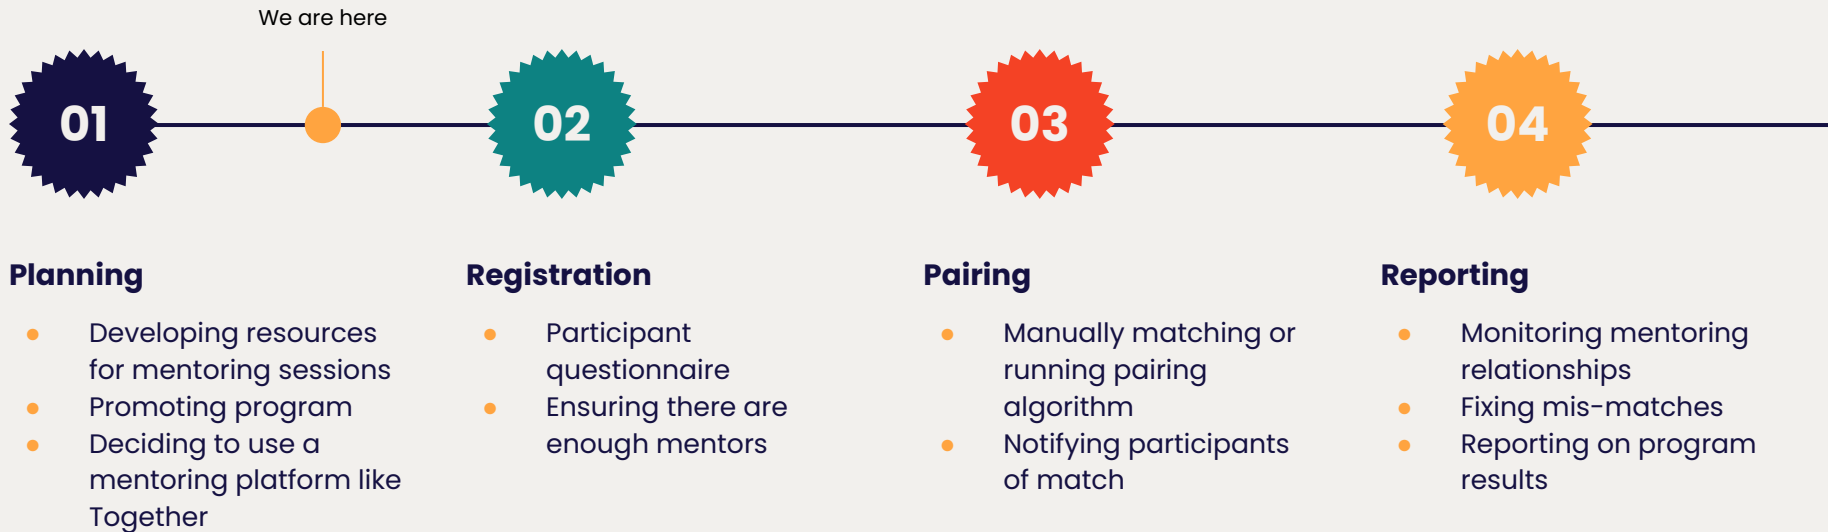 We are here
01
02
03
04
Planning
Developing resources
for mentoring sessions
Promoting program
Deciding to use a
mentoring platform like
Together
Registration
Participant
questionnaire
Ensuring there are
enough mentors
Pairing
Manually matching or
running pairing
algorithm
Notifying participants
of match
Reporting
Monitoring mentoring
relationships
Fixing mis-matches
Reporting on program
results